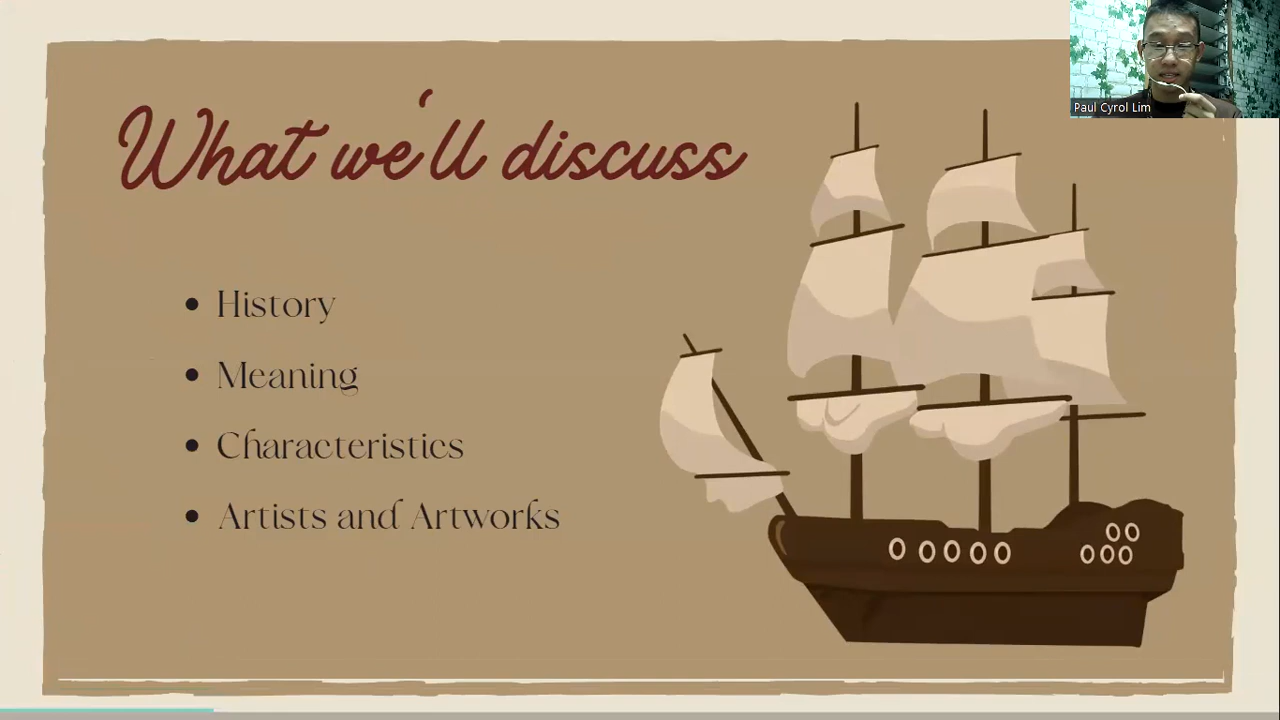 Paul Cyrol Lim
What we'll discuss
• History
• Meaning
• Characteristics
• Artists and Artworks